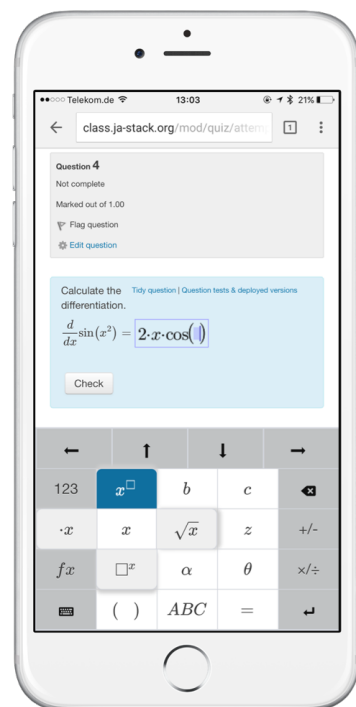 Telekom.de 13:03 21%
class.ja-stack.org/mod/quiz/attem 1
Question 4
Not complete
Marked out of 1.00
Flag question
Edit question
Calculate the Tidy question | Question tests & deployed versions
differentiation.
d/dx sin(x²) = 2·x·cos( )
Check
← ↑ ↓ →
123 x□ b c
·x x √x z +/-
fx □x α θ ×/÷
( ) ABC =